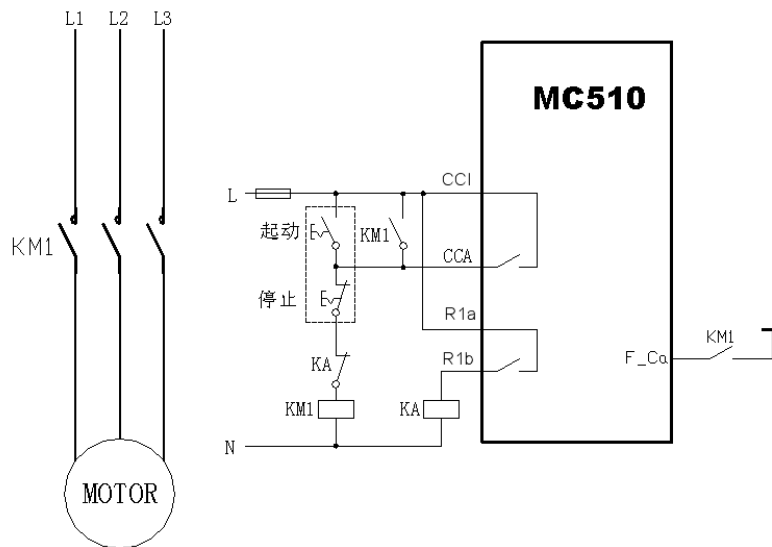 L1 L2 L3
MC510
CCI
L
起动
KM1
KM1
CCA
停止
R1a
KM1
KA
R1b
F_Ca
KM1
KA
N
MOTOR